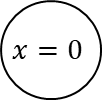 x = 0